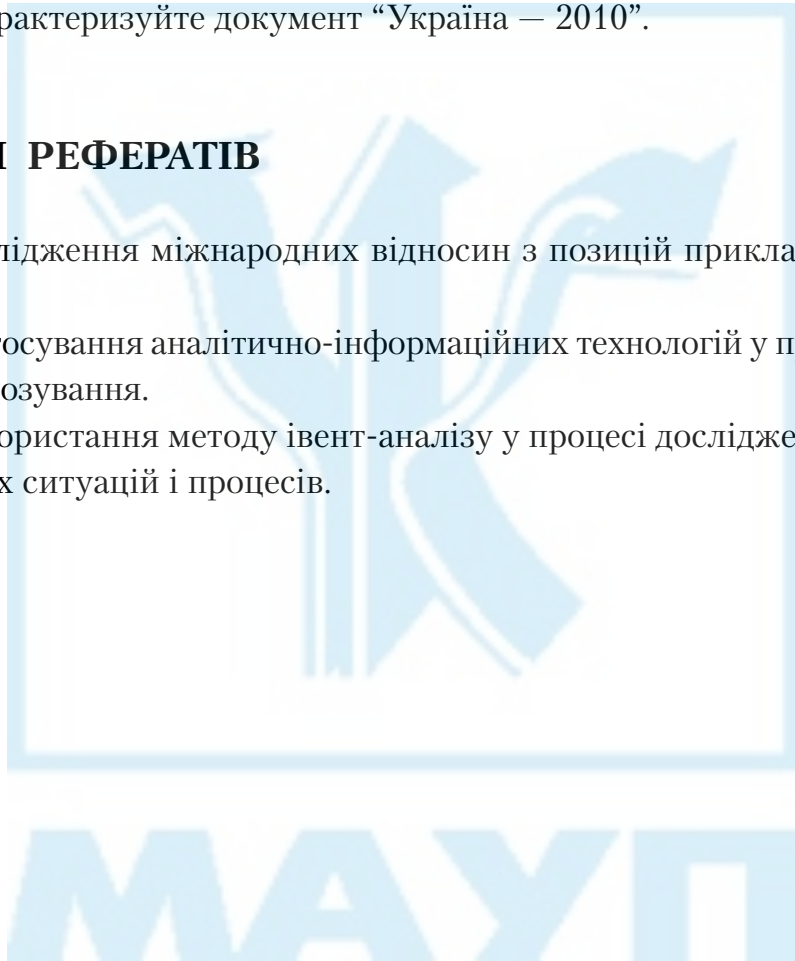 рактеризуйте документ “Україна — 2010”.
РЕФЕРАТІВ
лідження міжнародних відносин з позицій прикла
тосування аналітично-інформаційних технологій у п
озування.
ористання методу івент-аналізу у процесі дослідже
х ситуацій і процесів.
МАУП